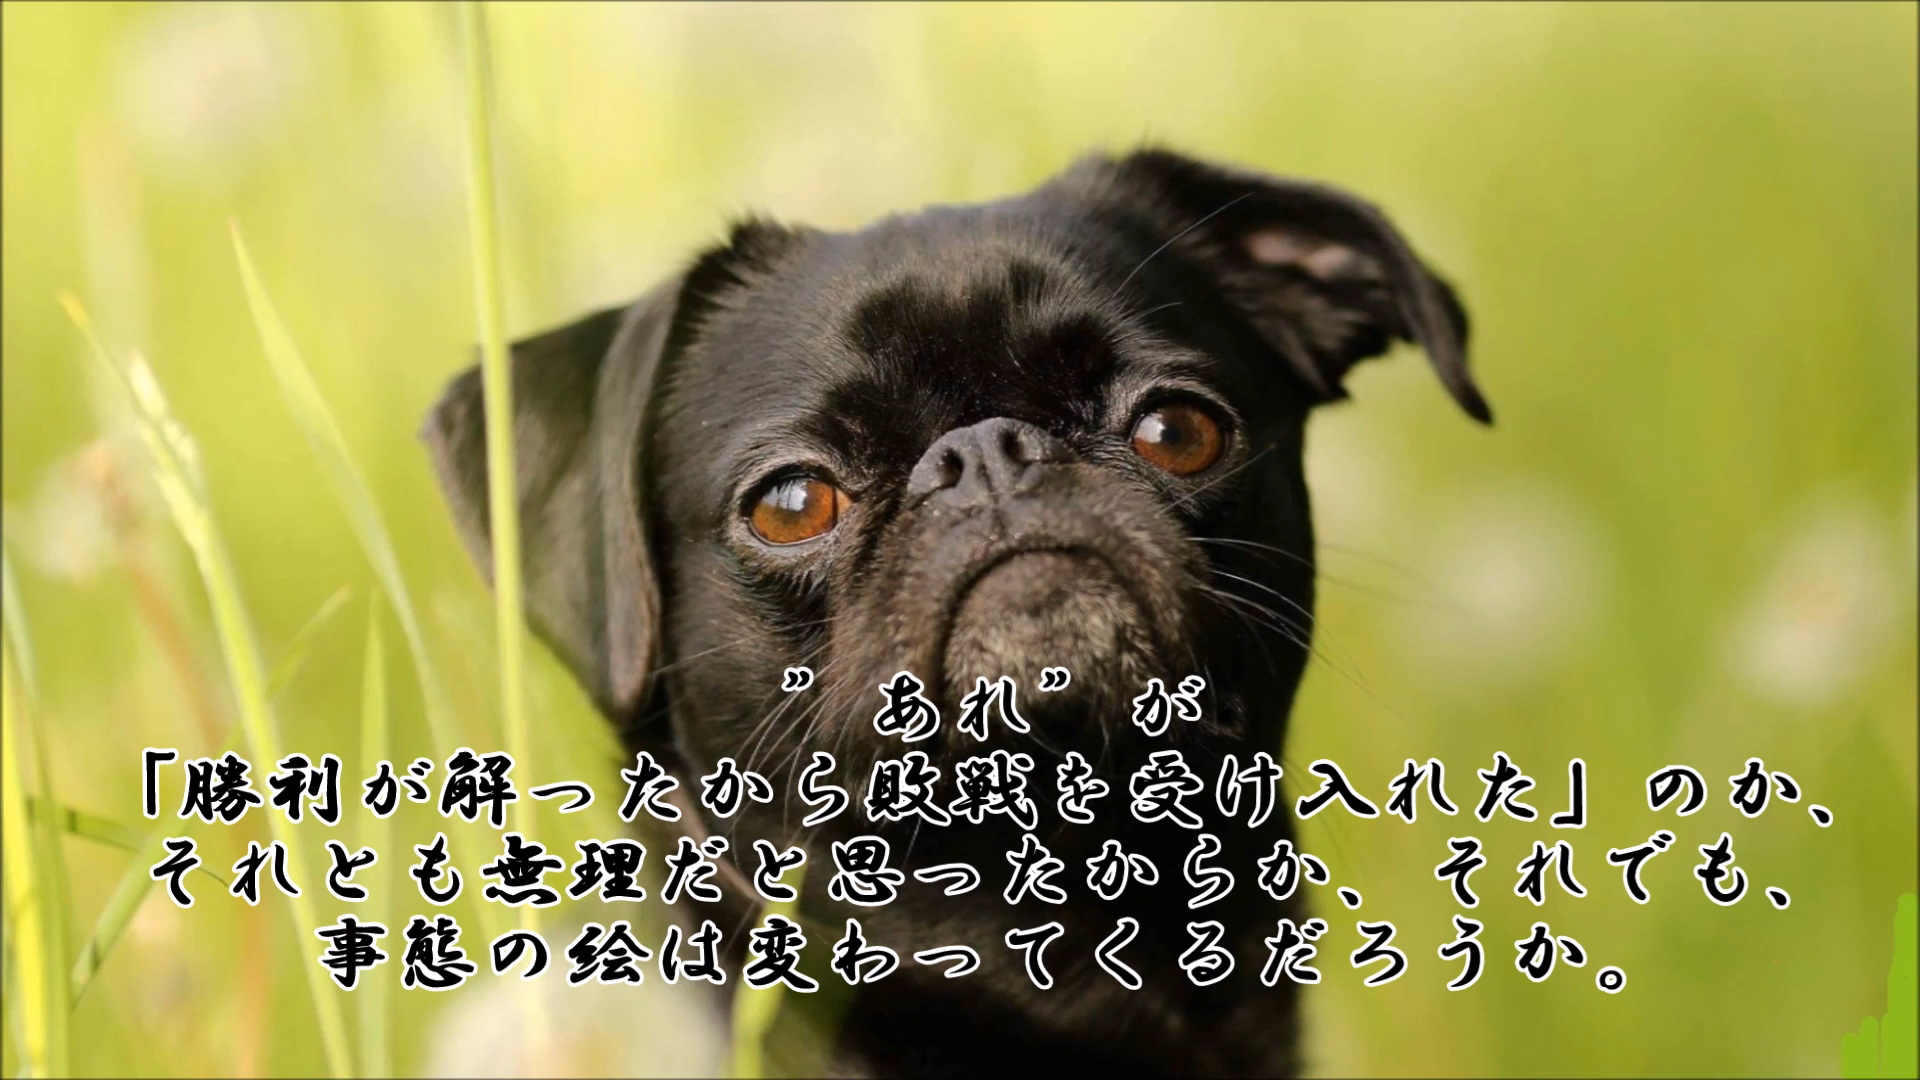 ”あれ”が
「勝利が解ったから敗戦を受け入れた」のか、
それとも無理だと思ったからか、それでも、
事態の絵は変わってくるだろうか。